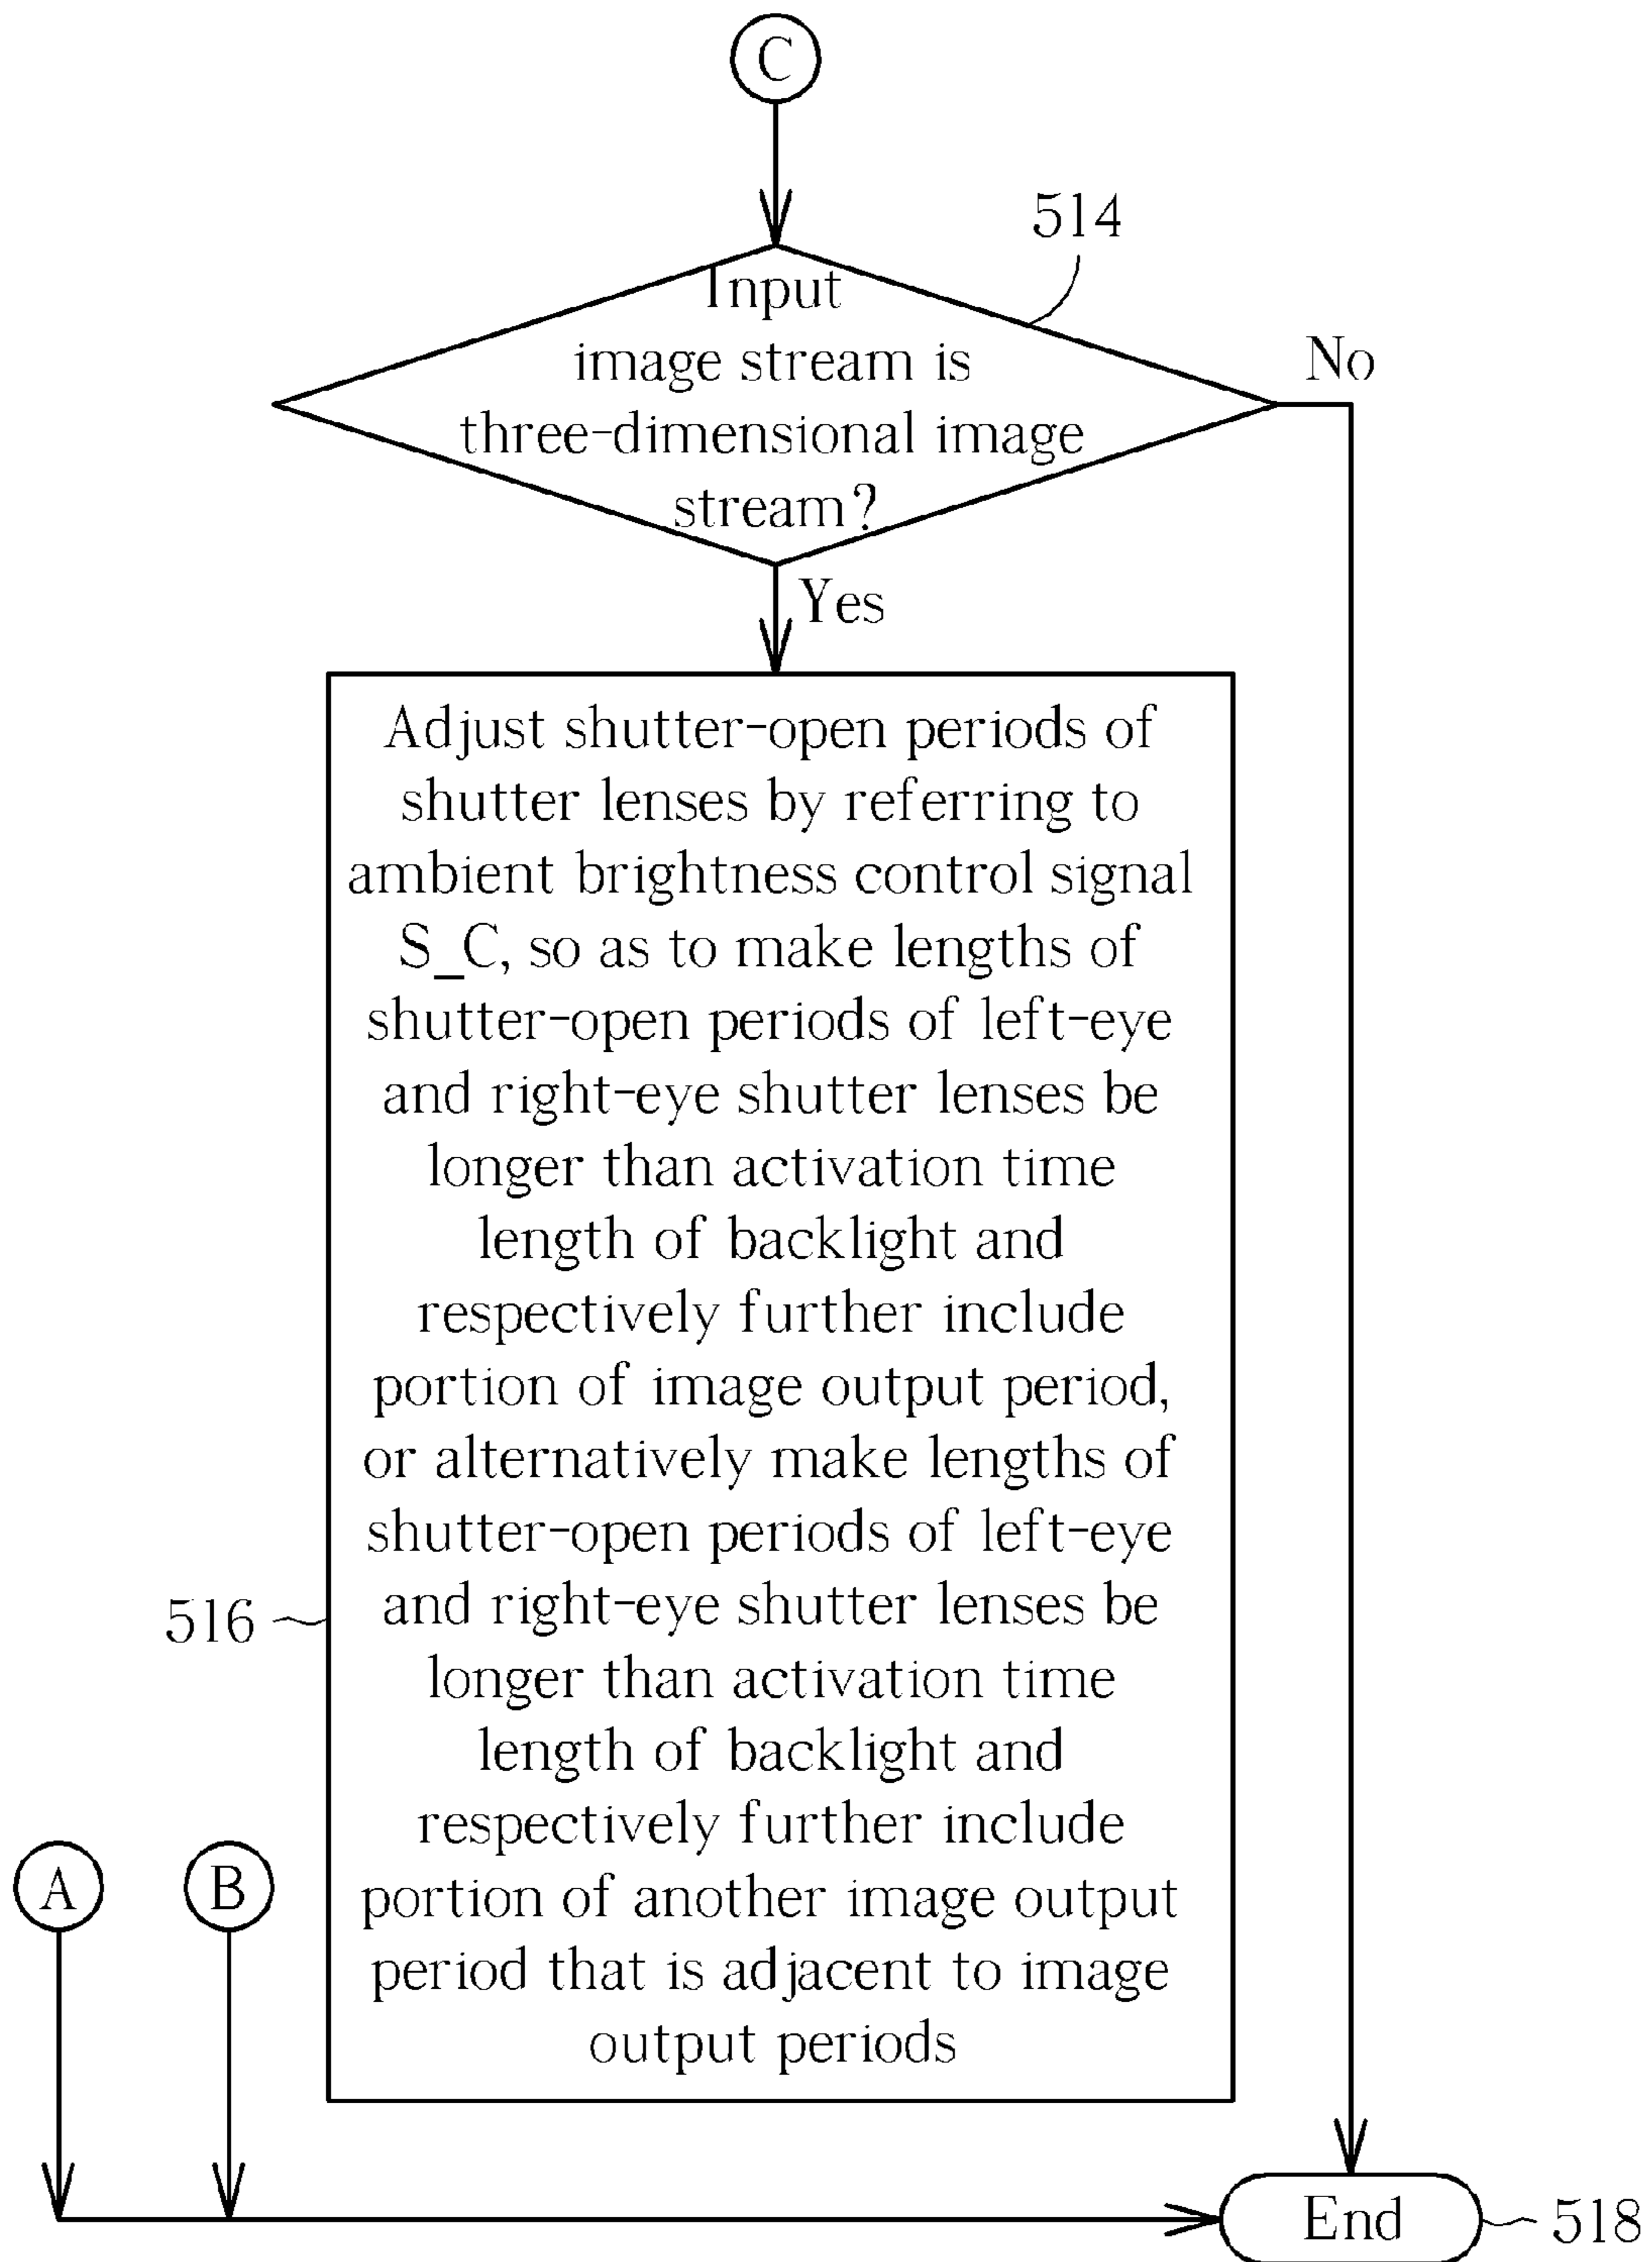 C
514
Input
image stream is
three-dimensional image
stream?
No
Yes
Adjust shutter-open periods of
shutter lenses by referring to
ambient brightness control signal
S_C, so as to make lengths of
shutter-open periods of left-eye
and right-eye shutter lenses be
longer than activation time
length of backlight and
respectively further include
portion of image output period,
or alternatively make lengths of
shutter-open periods of left-eye
and right-eye shutter lenses be
longer than activation time
length of backlight and
respectively further include
portion of another image output
period that is adjacent to image
output periods
516
A
B
End
518